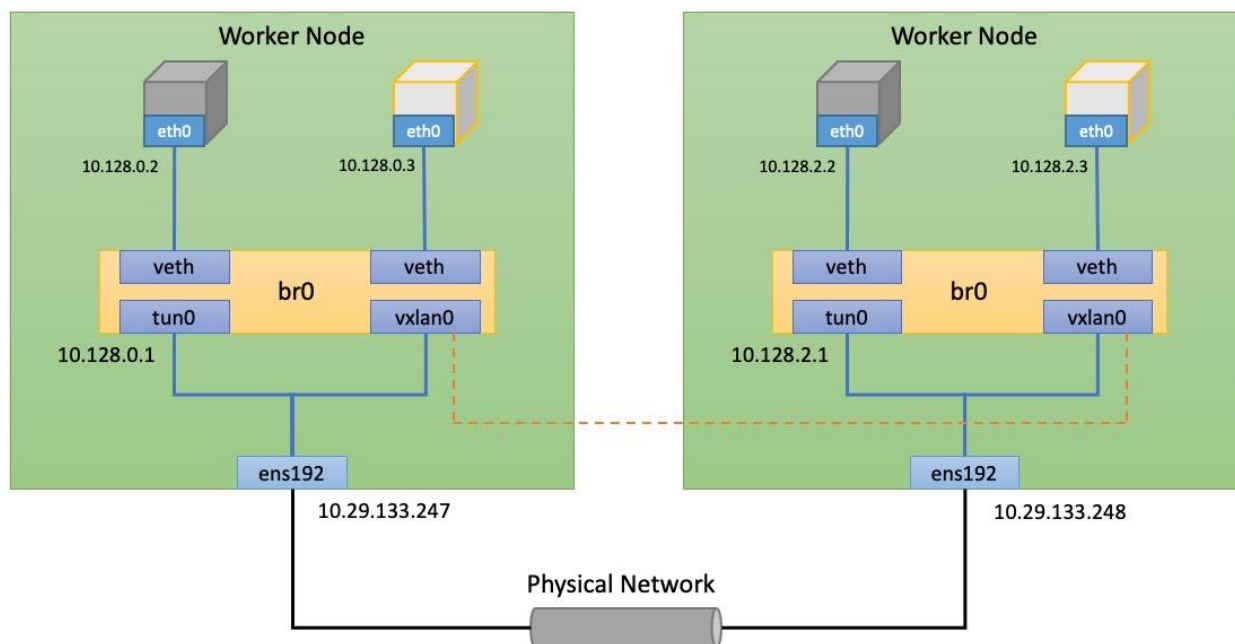 Worker Node
eth0
eth0
10.128.0.2
10.128.0.3
veth
veth
br0
tun0
vxlan0
10.128.0.1
ens192
10.29.133.247
Worker Node
eth0
eth0
10.128.2.2
10.128.2.3
veth
veth
br0
tun0
vxlan0
10.128.2.1
ens192
10.29.133.248
Physical Network